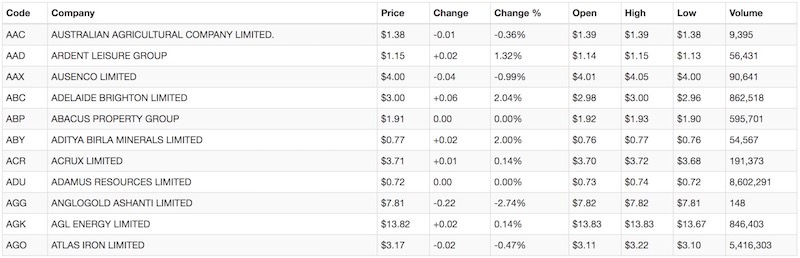 Code Company Price Change Change % Open High Low Volume
AAC AUSTRALIAN AGRICULTURAL COMPANY LIMITED. $1.38 -0.01 -0.36% $1.39 $1.39 $1.38 9,395
AAD ARDENT LEISURE GROUP $1.15 +0.02 1.32% $1.14 $1.15 $1.13 56,431
AAX AUSENCO LIMITED $4.00 -0.04 -0.99% $4.01 $4.05 $4.00 90,641
ABC ADELAIDE BRIGHTON LIMITED $3.00 +0.06 2.04% $2.98 $3.00 $2.96 862,518
ABP ABACUS PROPERTY GROUP $1.91 0.00 0.00% $1.92 $1.93 $1.90 595,701
ABY ADITYA BIRLA MINERALS LIMITED $0.77 +0.02 2.00% $0.76 $0.77 $0.76 54,567
ACR ACRUX LIMITED $3.71 +0.01 0.14% $3.70 $3.72 $3.68 191,373
ADU ADAMUS RESOURCES LIMITED $0.72 0.00 0.00% $0.73 $0.74 $0.72 8,602,291
AGG ANGLOGOLD ASHANTI LIMITED $7.81 -0.22 -2.74% $7.82 $7.82 $7.81 148
AGK AGL ENERGY LIMITED $13.82 +0.02 0.14% $13.83 $13.83 $13.67 846,403
AGO ATLAS IRON LIMITED $3.17 -0.02 -0.47% $3.11 $3.22 $3.10 5,416,303